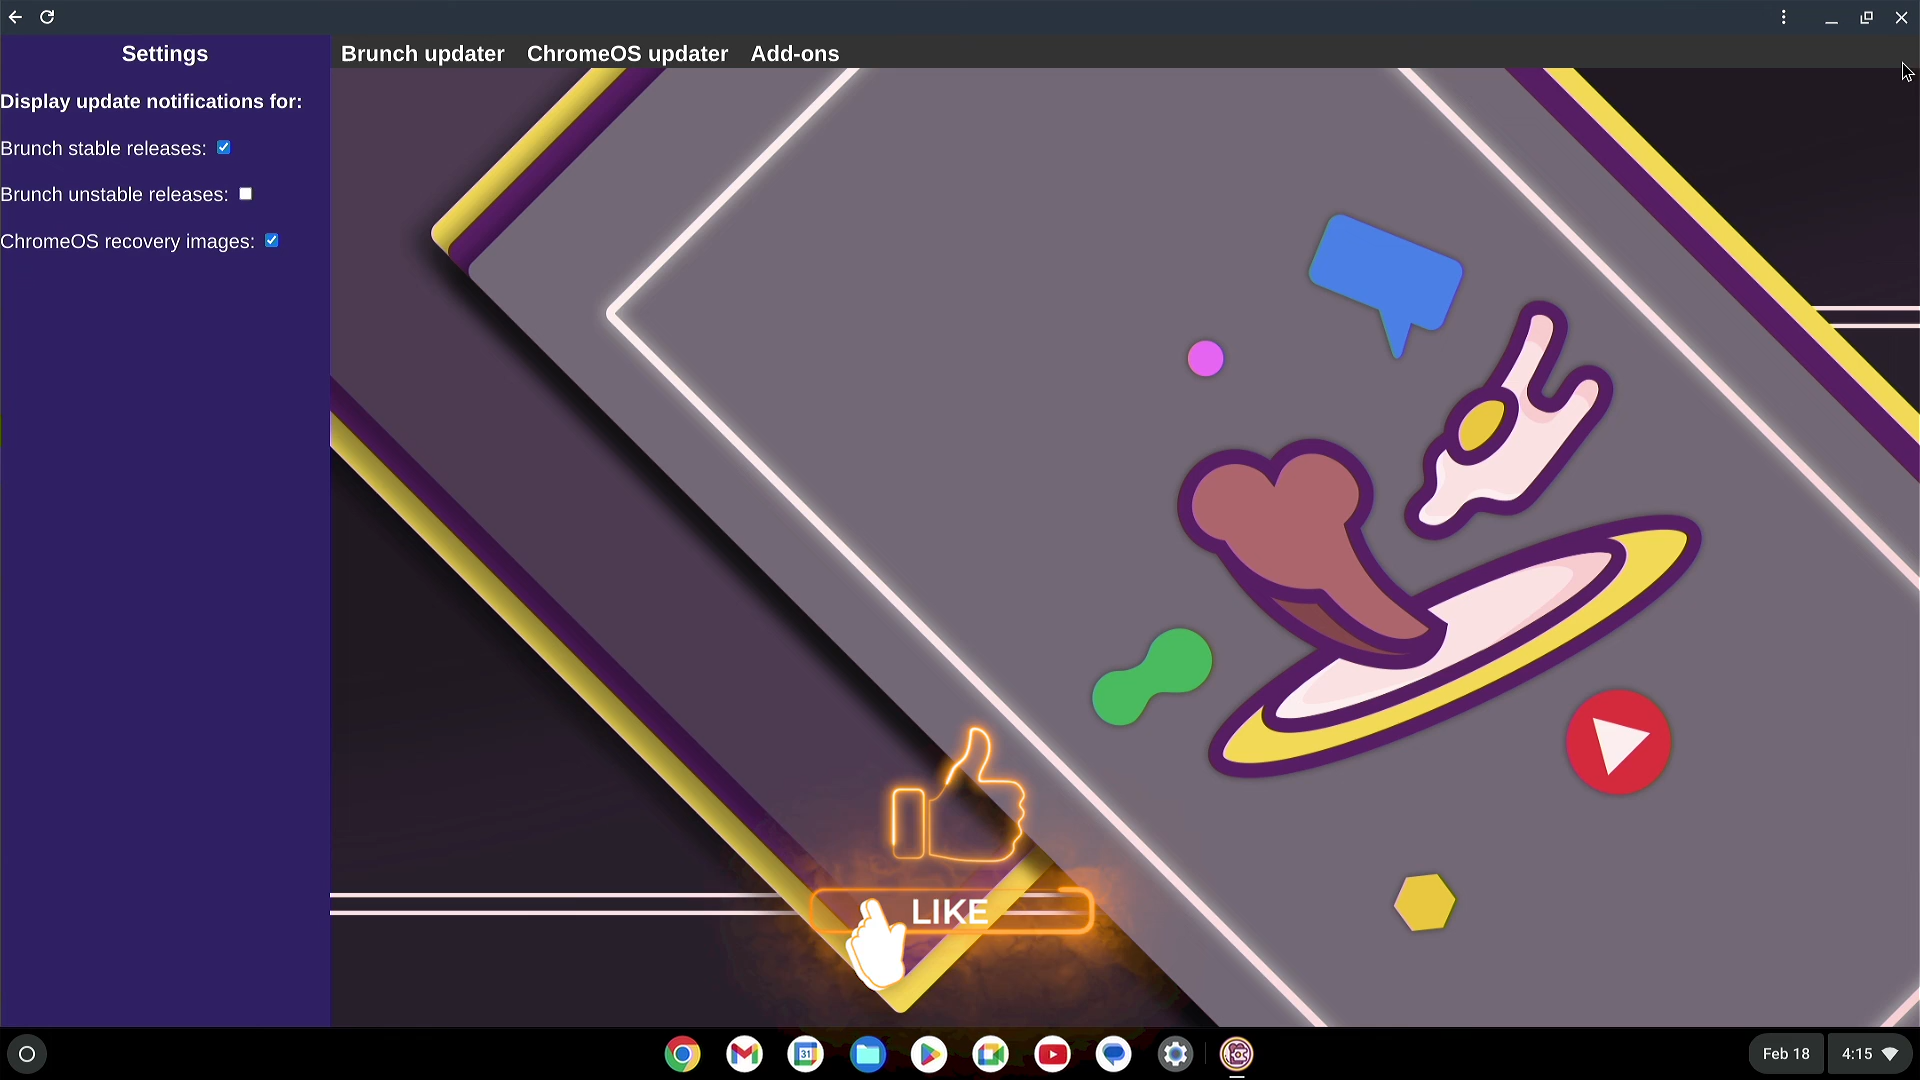 Settings
Brunch updater ChromeOS updater Add-ons
Display update notifications for:
Brunch stable releases:
Brunch unstable releases:
ChromeOS recovery images:
LIKE
31
Feb 18
4:15